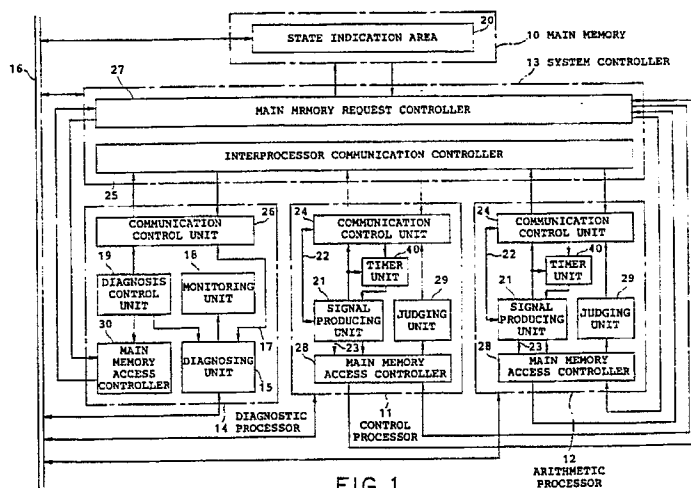 20
STATE INDICATION AREA
10 MAIN MEMORY
16
13 SYSTEM CONTROLLER
27
MAIN MRMORY REQUEST CONTROLLER
INTERPROCESSOR COMMUNICATION CONTROLLER
25
26
COMMUNICATION
CONTROL UNIT
19
18
DIAGNOSIS
CONTROL
UNIT
MONITORING
UNIT
30
17
MAIN
MEMORY
ACCESS
CONTROLLER
DIAGNOSING
UNIT
15
14
DIAGNOSTIC
PROCESSOR
24
COMMUNICATION
CONTROL UNIT
22
40
TIMER
UNIT
21
29
SIGNAL
PRODUCING
UNIT
JUDGING
UNIT
28
23
MAIN MEMORY
ACCESS CONTROLLER
11
CONTROL
PROCESSOR
24
COMMUNICATION
CONTROL UNIT
22
40
TIMER
UNIT
21
29
SIGNAL
PRODUCING
UNIT
JUDGING
UNIT
28
23
MAIN MEMORY
ACCESS CONTROLLER
12
ARITHMETIC
PROCESSOR
FIG. 1